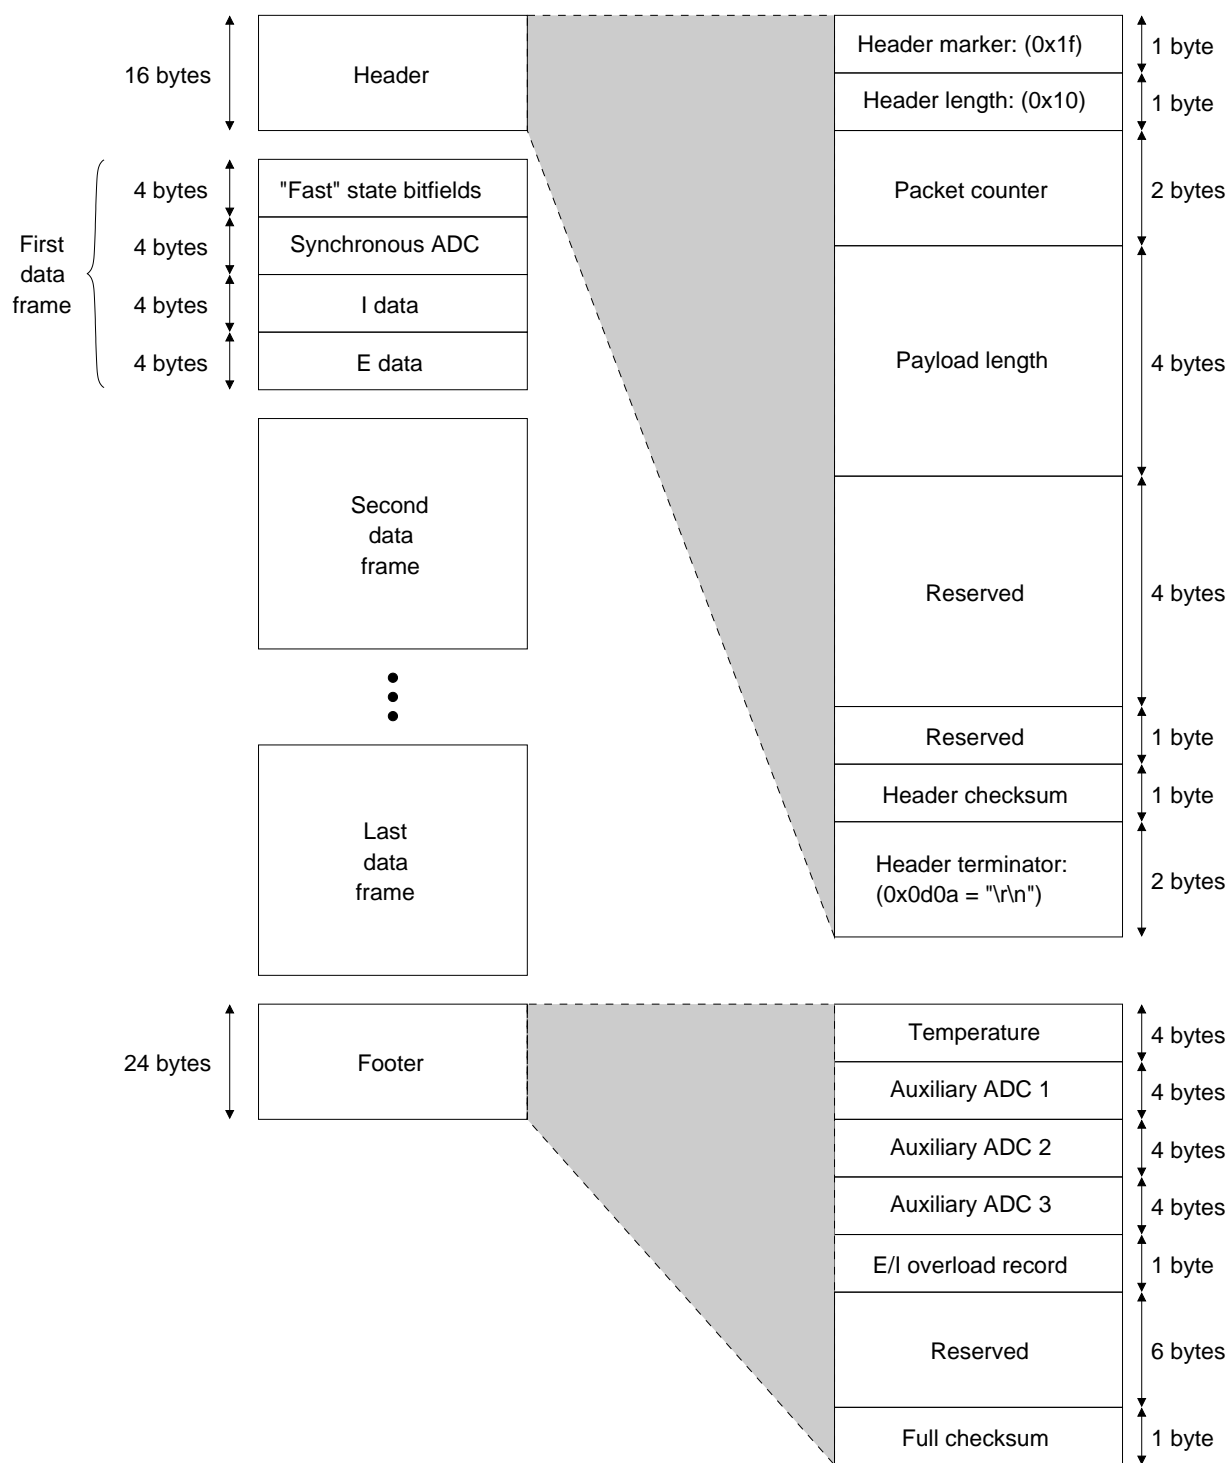 16 bytes
Header
First
data
frame
4 bytes
"Fast" state bitfields
4 bytes
Synchronous ADC
4 bytes
I data
4 bytes
E data
Second
data
frame
Last
data
frame
24 bytes
Footer
Header marker: (0x1f)
1 byte
Header length: (0x10)
1 byte
Packet counter
2 bytes
Payload length
4 bytes
Reserved
4 bytes
Reserved
1 byte
Header checksum
1 byte
Header terminator:
(0x0d0a = "\r\n")
2 bytes
Temperature
4 bytes
Auxiliary ADC 1
4 bytes
Auxiliary ADC 2
4 bytes
Auxiliary ADC 3
4 bytes
E/I overload record
1 byte
Reserved
6 bytes
Full checksum
1 byte